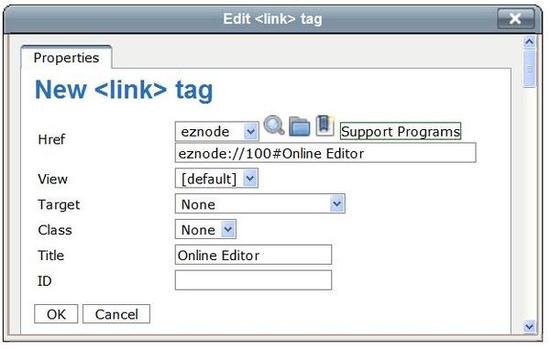 Edit <link> tag
Properties
New <link> tag
Href eznode Support Programs
eznode://100#Online Editor
View [default]
Target None
Class None
Title Online Editor
ID
OK Cancel